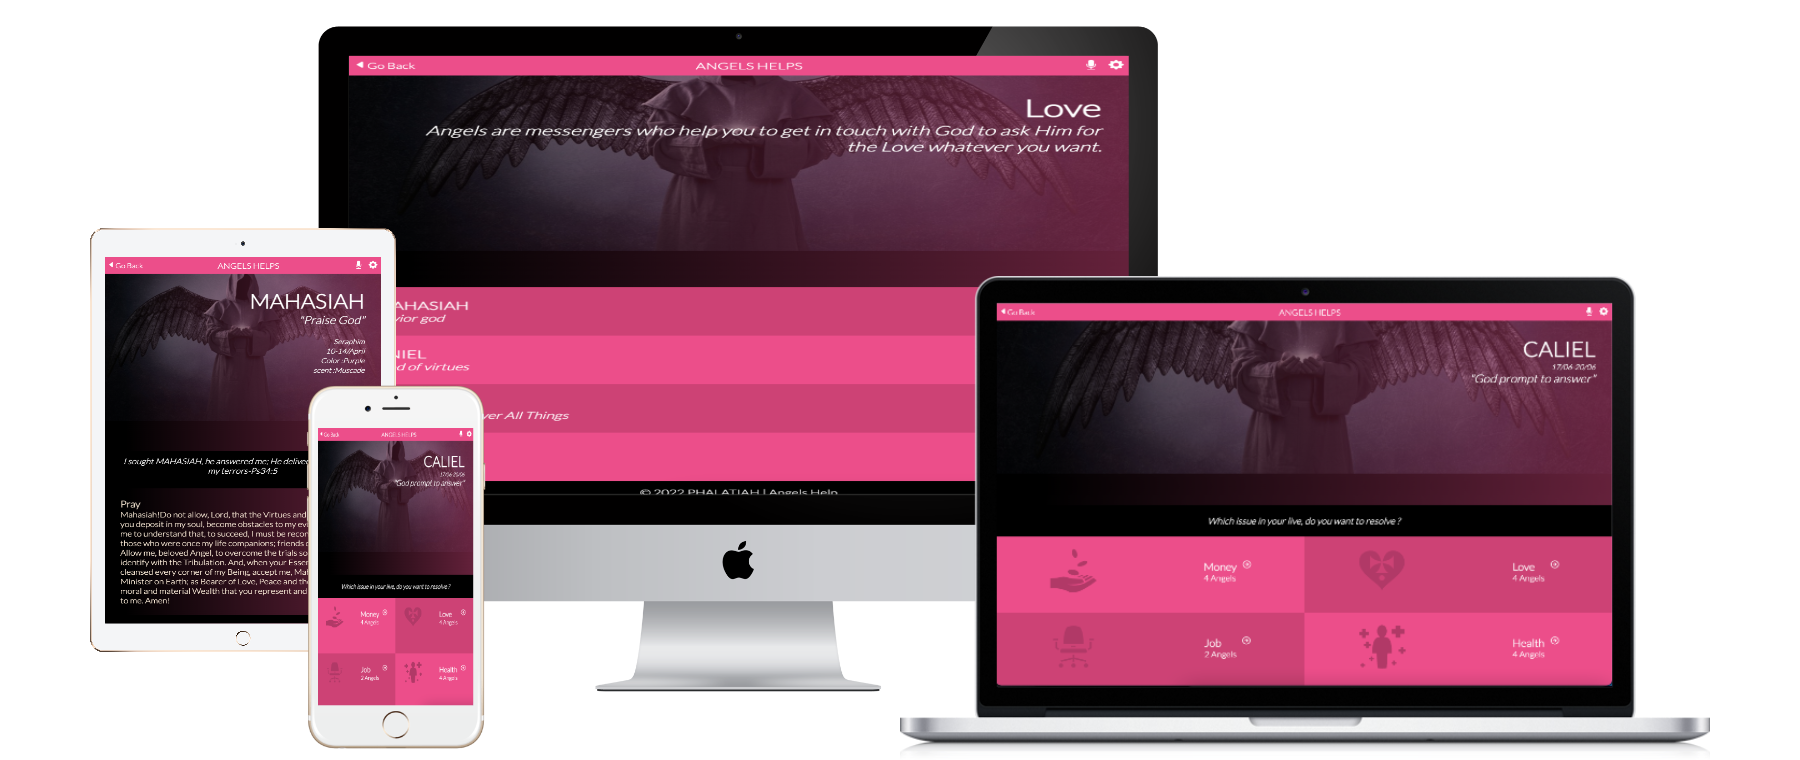 Go Back
ANGELS HELPS
Love
Angels are messengers who help you to get in touch with God to ask Him for
the Love whatever you want.
AHASIAH
vior god
NIEL
d of virtues
ver All Things
© 2022 PHALATIAH | Angels Help
Go Back
ANGELS HELPS
MAHASIAH
"Praise God"
Seraphim
10-14/April
Color :Purple
scent :Muscade
I sought MAHASIAH, he answered me; He delive
my terrors-Ps34:5
Pray
Mahasiah!Do not allow, Lord, that the Virtues and
you deposit in my soul, become obstacles to my ev
me to understand that, to succeed, I must be recon
those who were once my life companions; friends
Allow me, beloved Angel, to overcome the trials so
identify with the Tribulation. And, when your Essen
cleansed every corner of my Being, accept me, Mah
Minister on Earth; as Bearer of Love, Peace and the
moral and material Wealth that you represent and
to me. Amen!
Go Back
ANGELS HELPS
CALIEL
17/06-20/06
"God prompt to answer"
Which issue in your live, do you want to resolve ?
Money
4 Angels
Love
4 Angels
Job
2 Angels
Health
4 Angels
Go Back
ANGELS HELPS
CALIEL
17/06-20/06
"God prompt to answer"
Which issue in your live, do you want to resolve ?
Money
4 Angels
Love
4 Angels
Job
2 Angels
Health
4 Angels